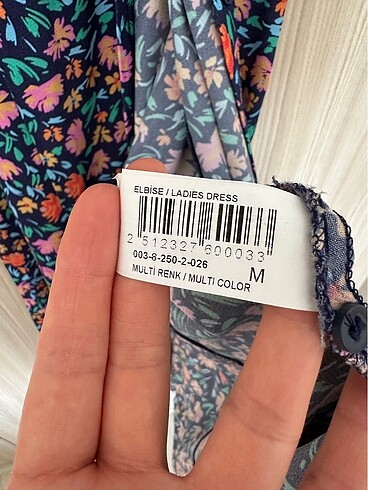 ELBİSE / LADIES DRESS
2 512327 600033
003-8-250-2-026
MULTİ RENK / MULTI COLOR
M